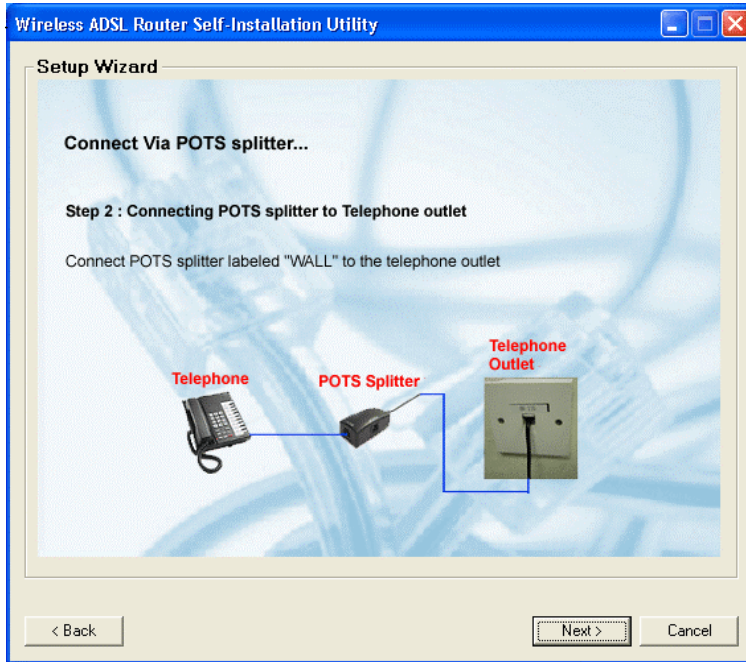 Wireless ADSL Router Self-Installation Utility
Setup Wizard
Connect Via POTS splitter...
Step 2 : Connecting POTS splitter to Telephone outlet
Connect POTS splitter labeled "WALL" to the telephone outlet
Telephone
POTS Splitter
Telephone
Outlet
< Back
Next >
Cancel